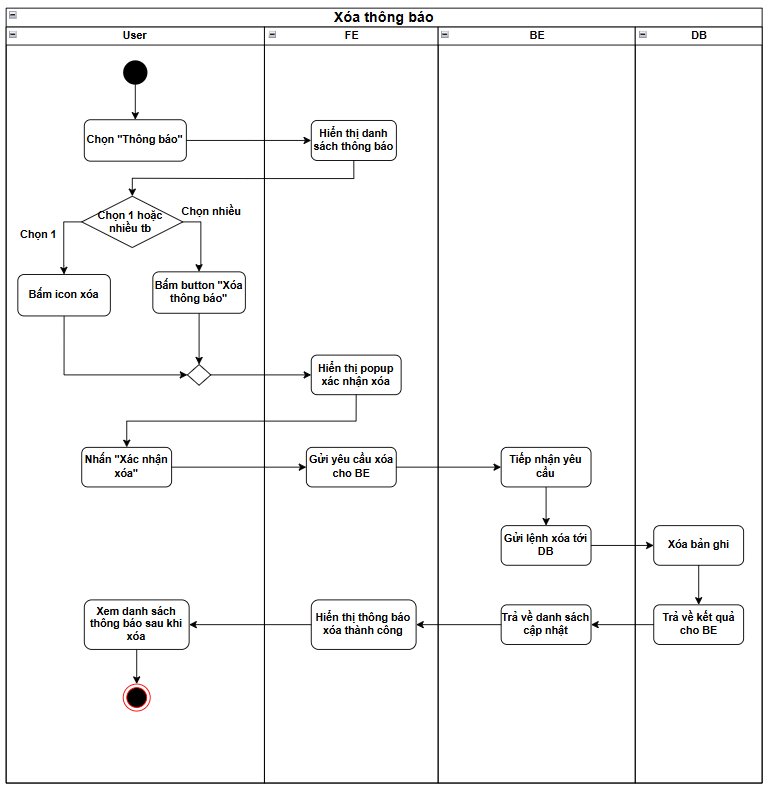 Xóa thông báo
User
FE
BE
DB
Chọn "Thông báo"
Hiển thị danh
sách thông báo
Chọn 1 hoặc
nhiều tb
Chọn nhiều
Chọn 1
Bấm icon xóa
Bấm button "Xóa
thông báo"
Hiển thị popup
xác nhận xóa
Nhấn "Xác nhận
xóa"
Gửi yêu cầu xóa
cho BE
Tiếp nhận yêu
cầu
Gửi lệnh xóa tới
DB
Xóa bản ghi
Xem danh sách
thông báo sau khi
xóa
Hiển thị thông báo
xóa thành công
Trả về danh sách
cập nhật
Trả về kết quả
cho BE